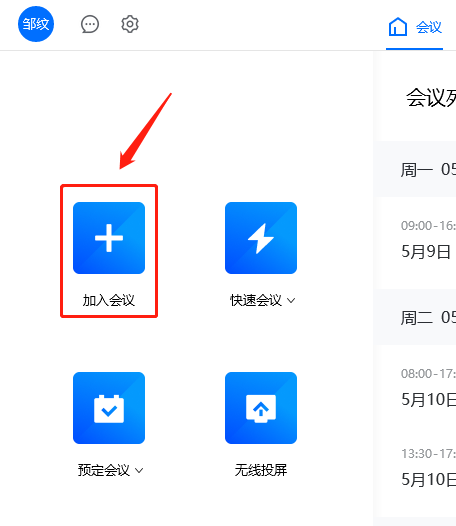 邹纹
会议
会议列
周一 05
09:00-16:
5月9日
加入会议
快速会议
周二 05
08:00-17:
5月10日
预定会议
无线投屏
13:30-17:
5月10日